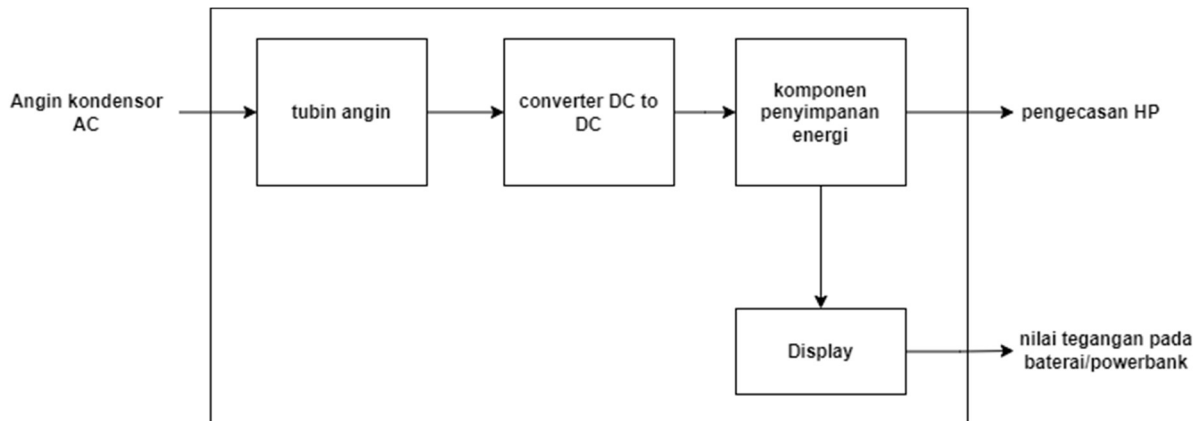 Angin kondensor
AC
tubin angin
converter DC to
DC
komponen
penyimpanan
energi
pengecasan HP
Display
nilai tegangan pada
baterai/powerbank